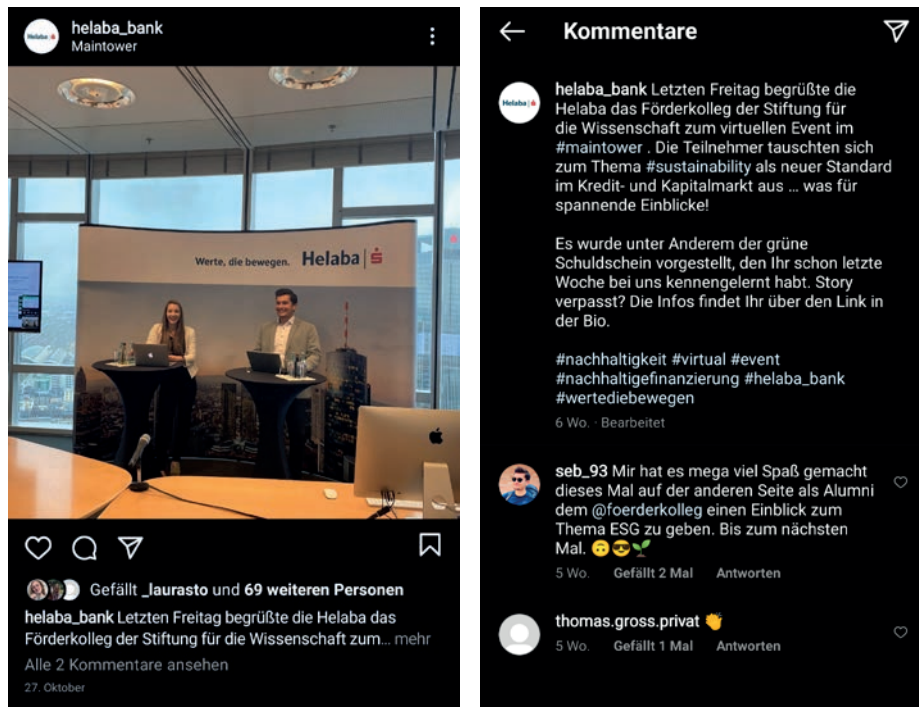 helaba_bank
Maintower
Helaba
Werte, die bewegen. Helaba
Gefällt _laurasto und 69 weiteren Personen
helaba_bank Letzten Freitag begrüßte die Helaba das
Förderkolleg der Stiftung für die Wissenschaft zum... mehr
Alle 2 Kommentare ansehen
27. Oktober
Kommentare
Helaba
helaba_bank Letzten Freitag begrüßte die
Helaba das Förderkolleg der Stiftung für
die Wissenschaft zum virtuellen Event im
#maintower . Die Teilnehmer tauschten sich
zum Thema #sustainability als neuer Standard
im Kredit- und Kapitalmarkt aus ... was für
spannende Einblicke!
Es wurde unter Anderem der grüne
Schuldschein vorgestellt, den Ihr schon letzte
Woche bei uns kennengelernt habt. Story
verpasst? Die Infos findet Ihr über den Link in
der Bio.
#nachhaltigkeit #virtual #event
#nachhaltigefinanzierung #helaba_bank
#wertediebewegen
6 Wo. · Bearbeitet
seb_93 Mir hat es mega viel Spaß gemacht
dieses Mal auf der anderen Seite als Alumni
dem @foerderkolleg einen Einblick zum
Thema ESG zu geben. Bis zum nächsten
Mal. 🙃😎🌱
5 Wo. Gefällt 2 Mal Antworten
thomas.gross.privat 👏
5 Wo. Gefällt 1 Mal Antworten